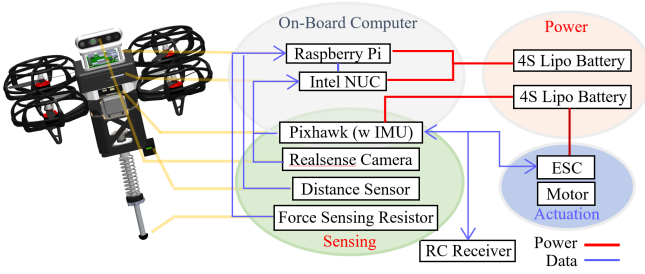 On-Board Computer
Power
Raspberry Pi
4S Lipo Battery
Intel NUC
4S Lipo Battery
Pixhawk (w IMU)
Realsense Camera
ESC
Distance Sensor
Motor
Force Sensing Resistor
Actuation
Sensing
RC Receiver
Power
Data